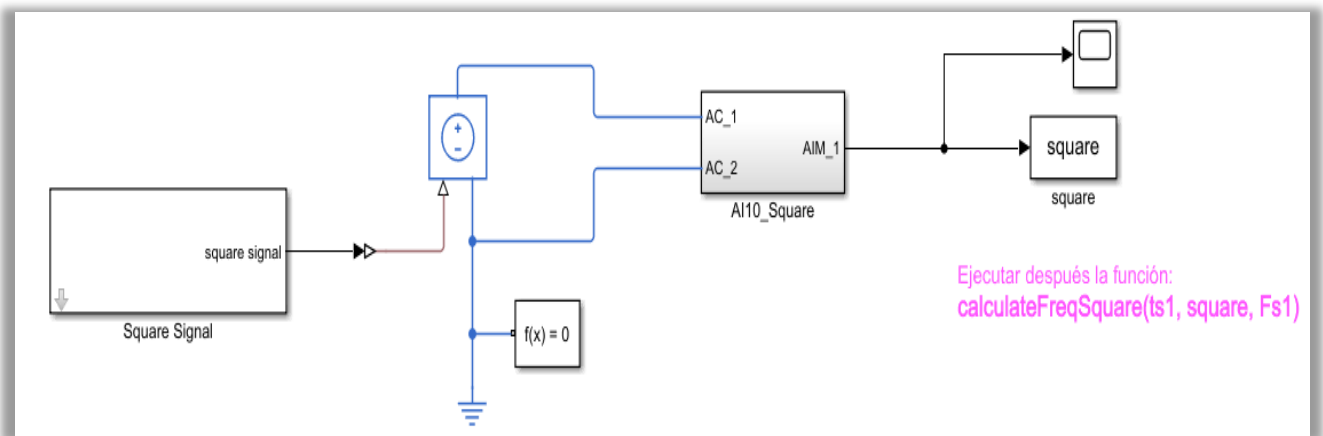 square signal
Square Signal
+
−
f(x) = 0
AC_1
AC_2
AIM_1
AI10_Square
square
square
Ejecutar después la función:
calculateFreqSquare(ts1, square, Fs1)